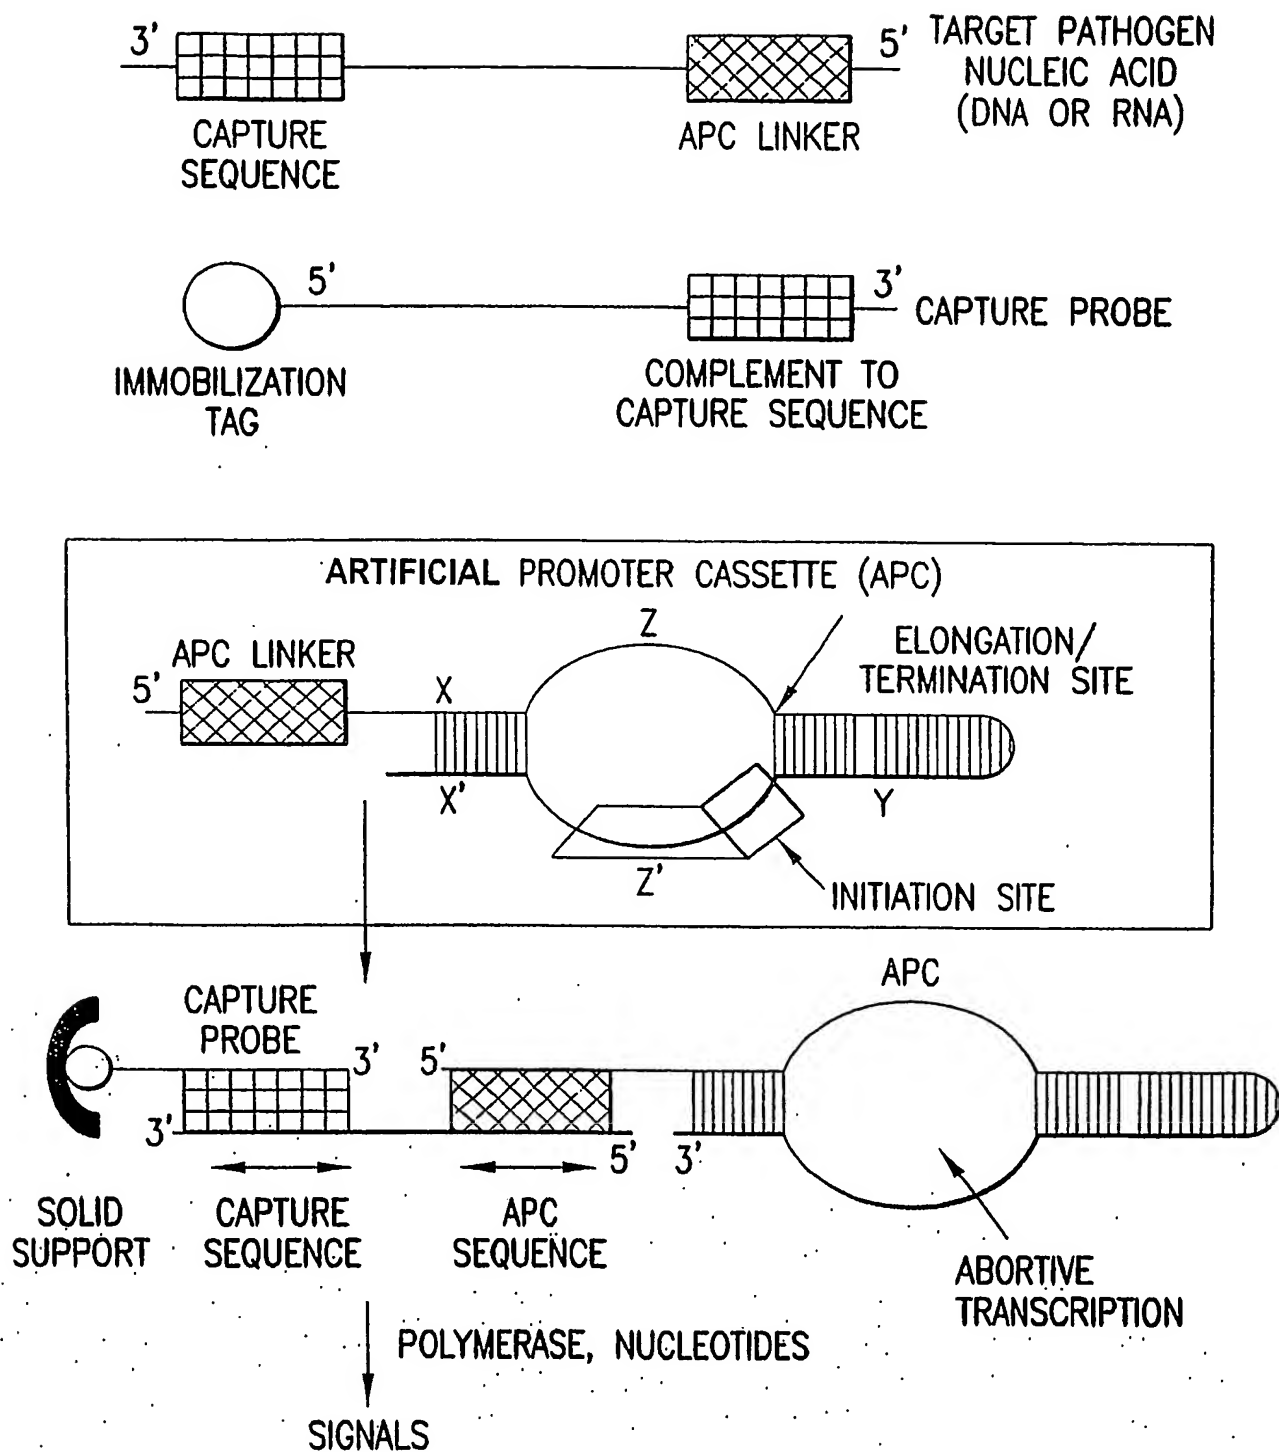 3'
5'
TARGET PATHOGEN
NUCLEIC ACID
(DNA OR RNA)
CAPTURE
SEQUENCE
APC LINKER
5'
3'
CAPTURE PROBE
IMMOBILIZATION
TAG
COMPLEMENT TO
CAPTURE SEQUENCE
ARTIFICIAL PROMOTER CASSETTE (APC)
Z
ELONGATION/
TERMINATION SITE
APC LINKER
5'
X
X'
Y
Z'
INITIATION SITE
APC
CAPTURE
PROBE
3'
5'
3'
5'
3'
SOLID
SUPPORT
CAPTURE
SEQUENCE
APC
SEQUENCE
ABORTIVE
TRANSCRIPTION
POLYMERASE, NUCLEOTIDES
SIGNALS